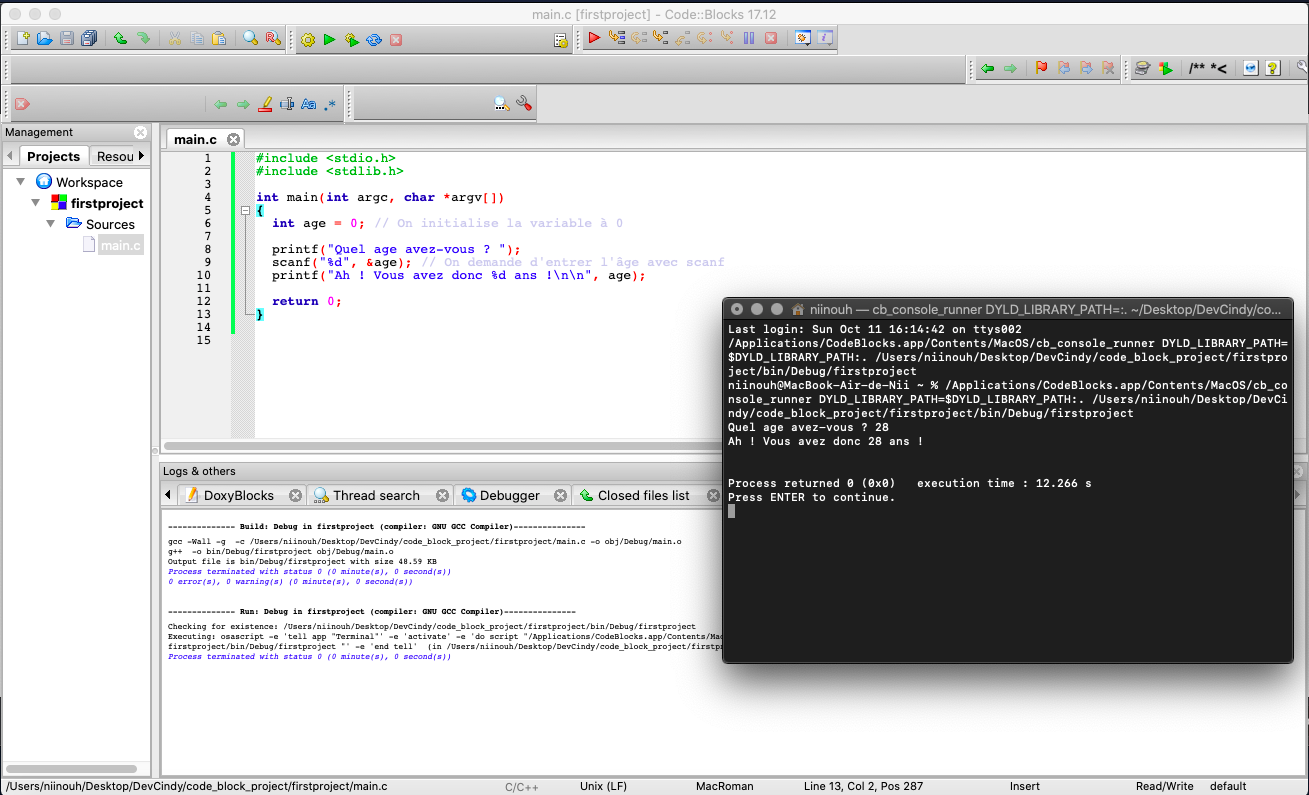 main.c [firstproject] - Code::Blocks 17.12
/** *<
Management
Projects
Resou
Workspace
firstproject
Sources
main.c
main.c
1 #include <stdio.h>
2 #include <stdlib.h>
3
4 int main(int argc, char *argv[])
5 {
6 int age = 0; // On initialise la variable à 0
7
8 printf("Quel age avez-vous ? ");
9 scanf("%d", &age); // On demande d'entrer l'âge avec scanf
10 printf("Ah ! Vous avez donc %d ans !\n\n", age);
11
12 return 0;
13 }
14
15
niinouh — cb_console_runner DYLD_LIBRARY_PATH=:. ~/Desktop/DevCindy/co...
Last login: Sun Oct 11 16:14:42 on ttys002
/Applications/CodeBlocks.app/Contents/MacOS/cb_console_runner DYLD_LIBRARY_PATH=
$DYLD_LIBRARY_PATH:. /Users/niinouh/Desktop/DevCindy/code_block_project/firstpro
ject/bin/Debug/firstproject
niinouh@MacBook-Air-de-Nii ~ % /Applications/CodeBlocks.app/Contents/MacOS/cb_co
nsole_runner DYLD_LIBRARY_PATH=$DYLD_LIBRARY_PATH:. /Users/niinouh/Desktop/DevCi
ndy/code_block_project/firstproject/bin/Debug/firstproject
Quel age avez-vous ? 28
Ah ! Vous avez donc 28 ans !
Process returned 0 (0x0) execution time : 12.266 s
Press ENTER to continue.
Logs & others
DoxyBlocks
Thread search
Debugger
Closed files list
-------------- Build: Debug in firstproject (compiler: GNU GCC Compiler)---------------
gcc -Wall -g -c /Users/niinouh/Desktop/DevCindy/code_block_project/firstproject/main.c -o obj/Debug/main.o
g++ -o bin/Debug/firstproject obj/Debug/main.o
Output file is bin/Debug/firstproject with size 48.59 KB
Process terminated with status 0 (0 minute(s), 0 second(s))
0 error(s), 0 warning(s) (0 minute(s), 0 second(s))
-------------- Run: Debug in firstproject (compiler: GNU GCC Compiler)---------------
Checking for existence: /Users/niinouh/Desktop/DevCindy/code_block_project/firstproject/bin/Debug/firstproject
Executing: osascript -e 'tell app "Terminal"' -e 'activate' -e 'do script "/Applications/CodeBlocks.app/Contents/Mac
firstproject/bin/Debug/firstproject "' -e 'end tell' (in /Users/niinouh/Desktop/DevCindy/code_block_project/firstpr
Process terminated with status 0 (0 minute(s), 0 second(s))
/Users/niinouh/Desktop/DevCindy/code_block_project/firstproject/main.c
C/C++
Unix (LF)
MacRoman
Line 13, Col 2, Pos 287
Insert
Read/Write
default